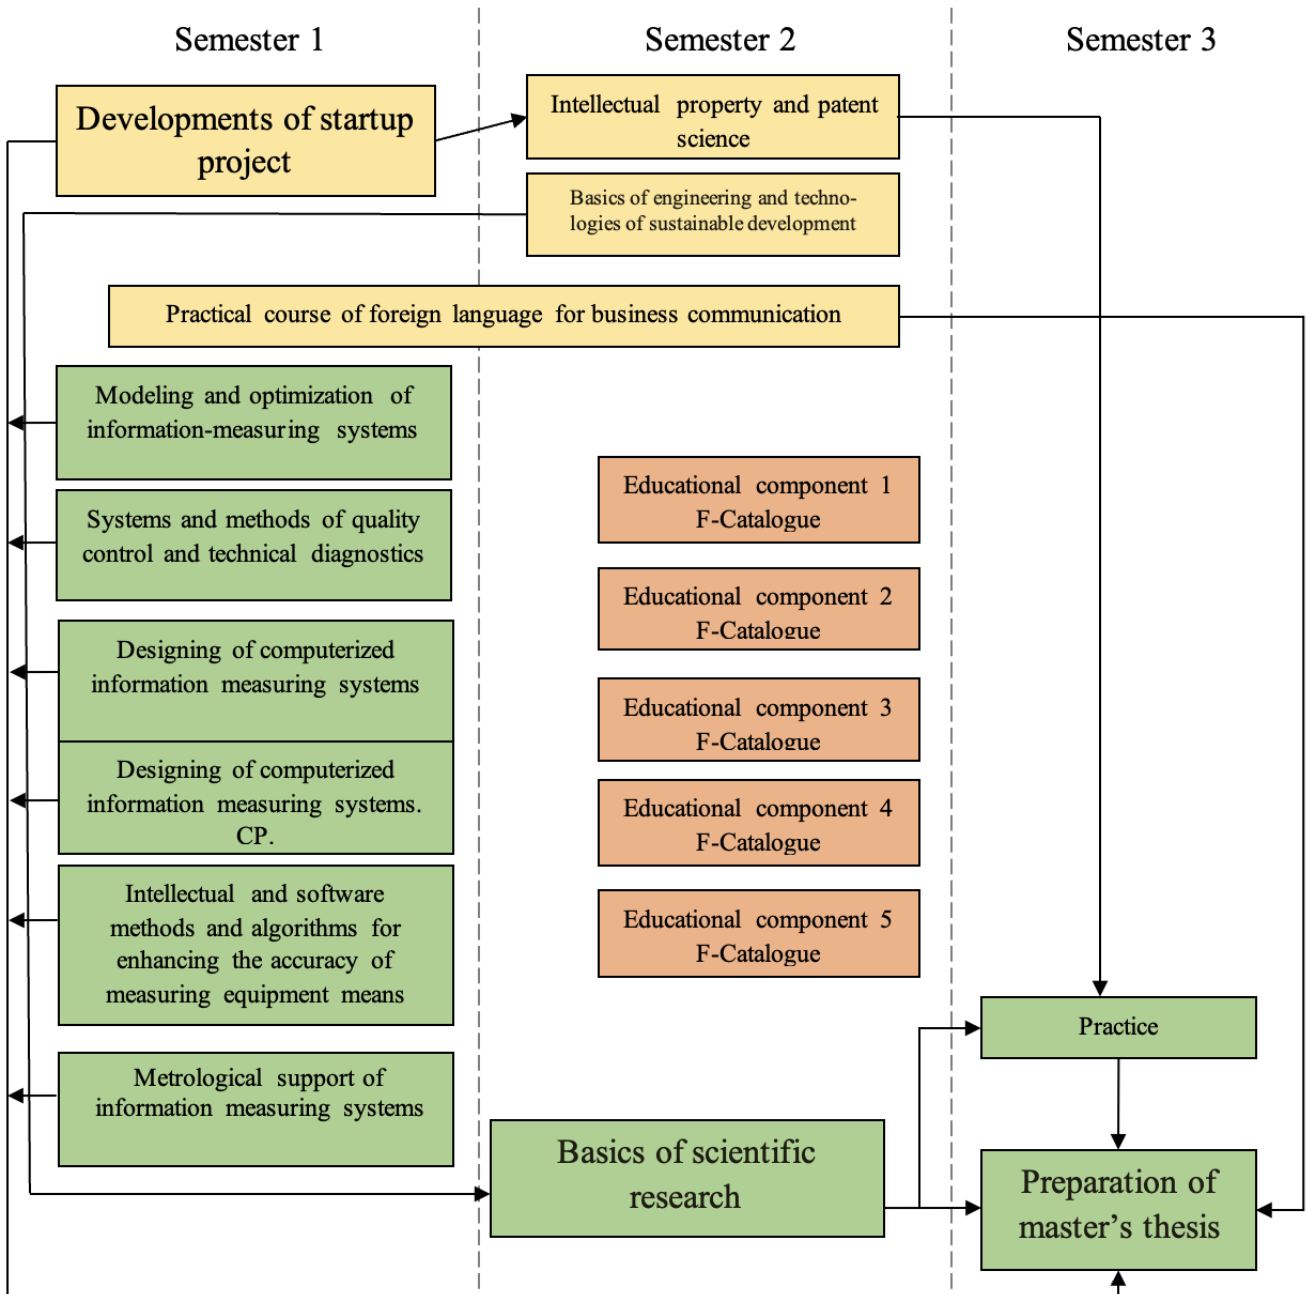 Semester 1
Semester 2
Semester 3
Developments of startup
project
Intellectual property and patent
science
Basics of engineering and techno-
logies of sustainable development
Practical course of foreign language for business communication
Modeling and optimization of
information-measuring systems
Systems and methods of quality
control and technical diagnostics
Designing of computerized
information measuring systems
Designing of computerized
information measuring systems.
CP.
Intellectual and software
methods and algorithms for
enhancing the accuracy of
measuring equipment means
Metrological support of
information measuring systems
Educational component 1
F-Catalogue
Educational component 2
F-Catalogue
Educational component 3
F-Catalogue
Educational component 4
F-Catalogue
Educational component 5
F-Catalogue
Basics of scientific
research
Practice
Preparation of
master’s thesis